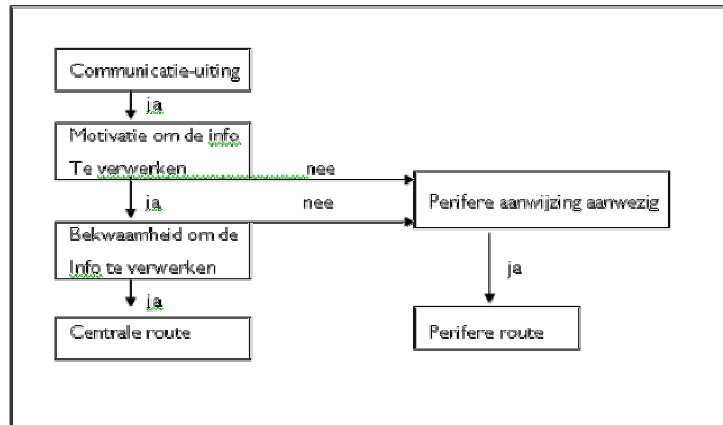 Communicatie-uiting
ja
Motivatie om de info
Te verwerken nee
ja nee
Perifere aanwijzing aanwezig
Bekwaamheid om de
Info te verwerken
ja
ja
Centrale route
Perifere route